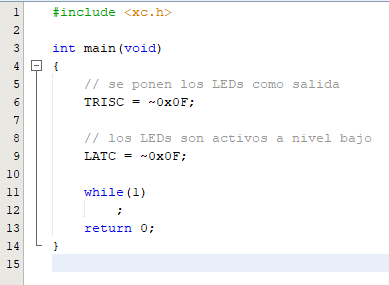 1 #include <xc.h>
2
3 int main(void)
4 {
5 // se ponen los LEDs como salida
6 TRISC = ~0x0F;
7
8 // los LEDs son activos a nivel bajo
9 LATC = ~0x0F;
10
11 while(1)
12 ;
13 return 0;
14 }
15